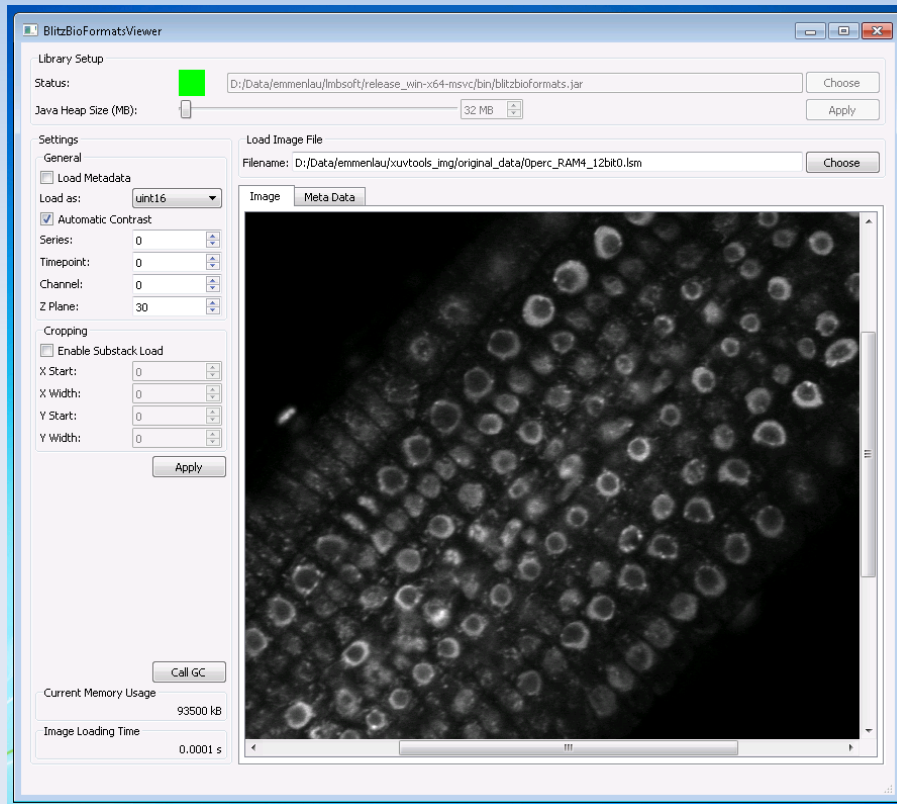 BlitzBioFormatsViewer
Library Setup
Status:
D:/Data/emmenlau/lmbsoft/release_win-x64-msvc/bin/blitzbioformats.jar
Choose
Java Heap Size (MB):
32 MB
Apply
Settings
General
Load Metadata
Load as:
uint16
Automatic Contrast
Series:
0
Timepoint:
0
Channel:
0
Z Plane:
30
Cropping
Enable Substack Load
X Start:
0
X Width:
0
Y Start:
0
Y Width:
0
Apply
Call GC
Current Memory Usage
93500 kB
Image Loading Time
0.0001 s
Load Image File
Filename: D:/Data/emmenlau/xuvtools_img/original_data/0perc_RAM4_12bit0.lsm
Choose
Image
Meta Data